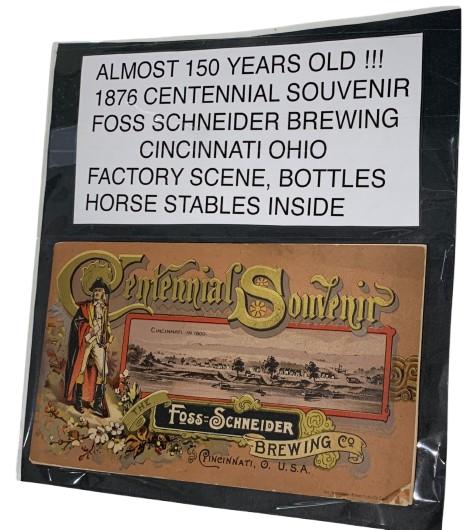 ALMOST 150 YEARS OLD !!!
1876 CENTENNIAL SOUVENIR
FOSS SCHNEIDER BREWING
CINCINNATI OHIO
FACTORY SCENE, BOTTLES
HORSE STABLES INSIDE
Centennial Souvenir
CINCINNATI IN 1800.
THE
FOSS-SCHNEIDER
BREWING CO
CINCINNATI, O. U.S.A.